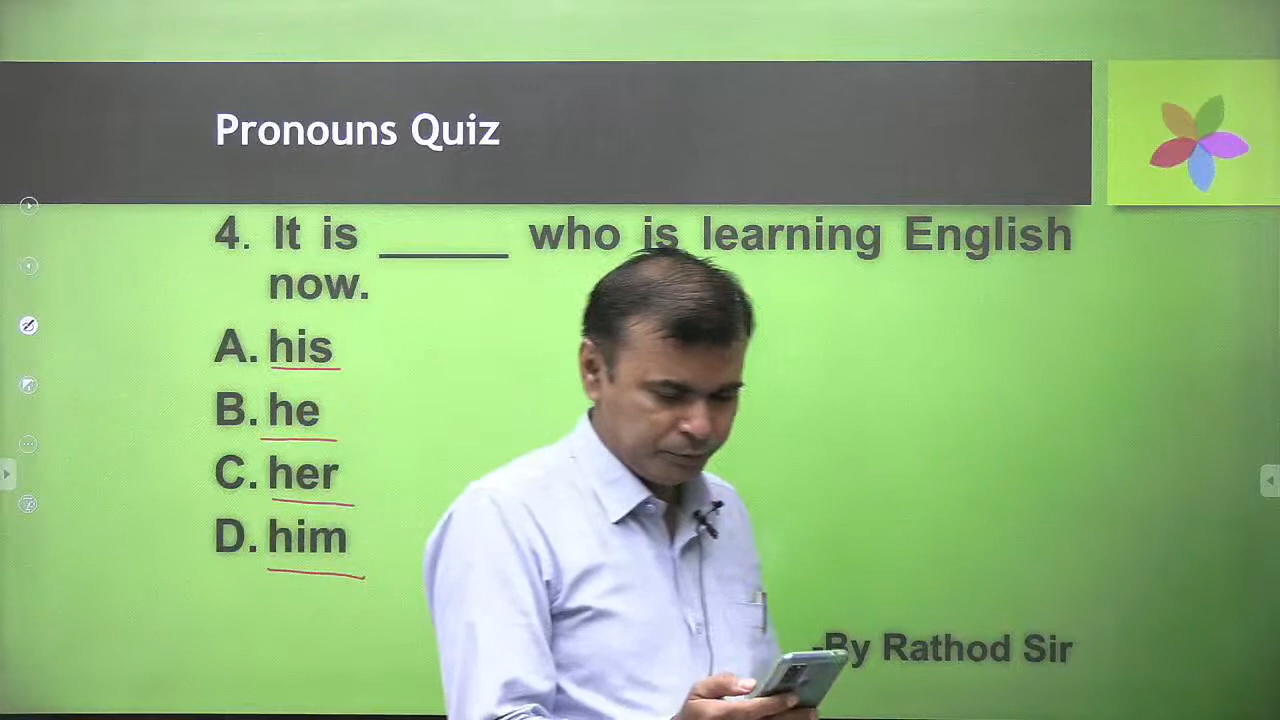 Pronouns Quiz
4. It is ______ who is learning English
now.
A. his
B. he
C. her
D. him
-By Rathod Sir